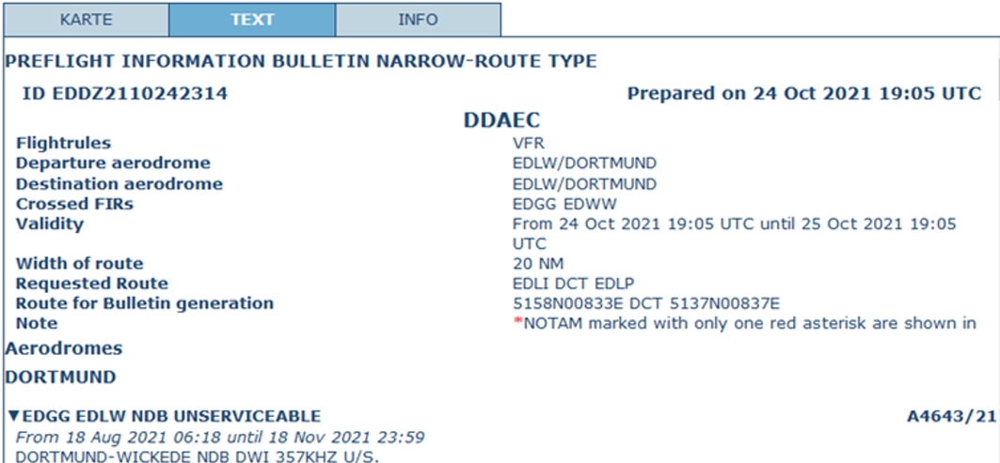 KARTE TEXT INFO
PREFLIGHT INFORMATION BULLETIN NARROW-ROUTE TYPE
ID EDDZ2110242314 Prepared on 24 Oct 2021 19:05 UTC
DDAEC
Flightrules VFR
Departure aerodrome EDLW/DORTMUND
Destination aerodrome EDLW/DORTMUND
Crossed FIRs EDGG EDWW
Validity From 24 Oct 2021 19:05 UTC until 25 Oct 2021 19:05
UTC
Width of route 20 NM
Requested Route EDLI DCT EDLP
Route for Bulletin generation 5158N00833E DCT 5137N00837E
Note *NOTAM marked with only one red asterisk are shown in
Aerodromes
DORTMUND
▼EDGG EDLW NDB UNSERVICEABLE A4643/21
From 18 Aug 2021 06:18 until 18 Nov 2021 23:59
DORTMUND-WICKEDE NDB DWI 357KHZ U/S.